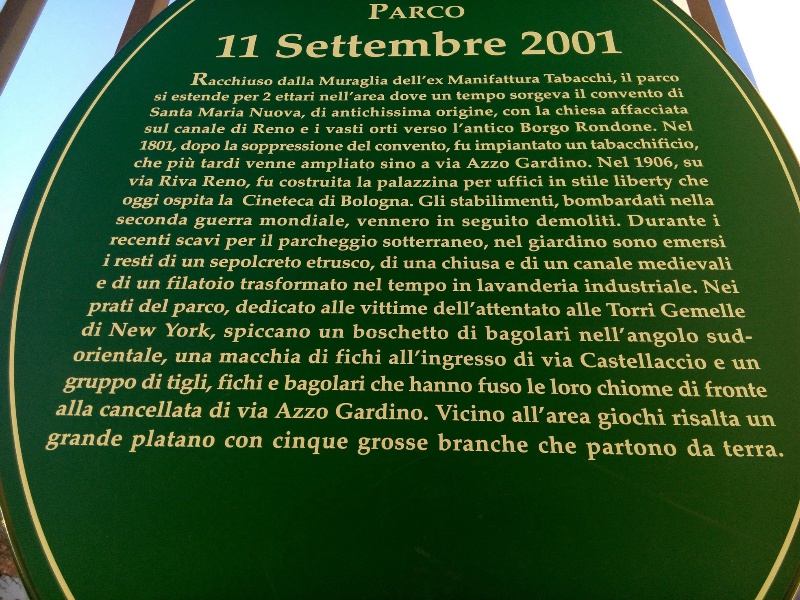 PARCO
11 Settembre 2001
Racchiuso dalla Muraglia dell'ex Manifattura Tabacchi, il parco
si estende per 2 ettari nell'area dove un tempo sorgeva il convento di
Santa Maria Nuova, di antichissima origine, con la chiesa affacciata
sul canale di Reno e i vasti orti verso l'antico Borgo Rondone. Nel
1801, dopo la soppressione del convento, fu impiantato un tabacchificio,
che più tardi venne ampliato sino a via Azzo Gardino. Nel 1906, su
via Riva Reno, fu costruita la palazzina per uffici in stile liberty che
oggi ospita la Cineteca di Bologna. Gli stabilimenti, bombardati nella
seconda guerra mondiale, vennero in seguito demoliti. Durante i
recenti scavi per il parcheggio sotterraneo, nel giardino sono emersi
i resti di un sepolcreto etrusco, di una chiusa e di un canale medievali
e di un filatoio trasformato nel tempo in lavanderia industriale. Nei
prati del parco, dedicato alle vittime dell'attentato alle Torri Gemelle
di New York, spiccano un boschetto di bagolari nell'angolo sud-
orientale, una macchia di fichi all'ingresso di via Castellaccio e un
gruppo di tigli, fichi e bagolari che hanno fuso le loro chiome di fronte
alla cancellata di via Azzo Gardino. Vicino all'area giochi risalta un
grande platano con cinque grosse branche che partono da terra.